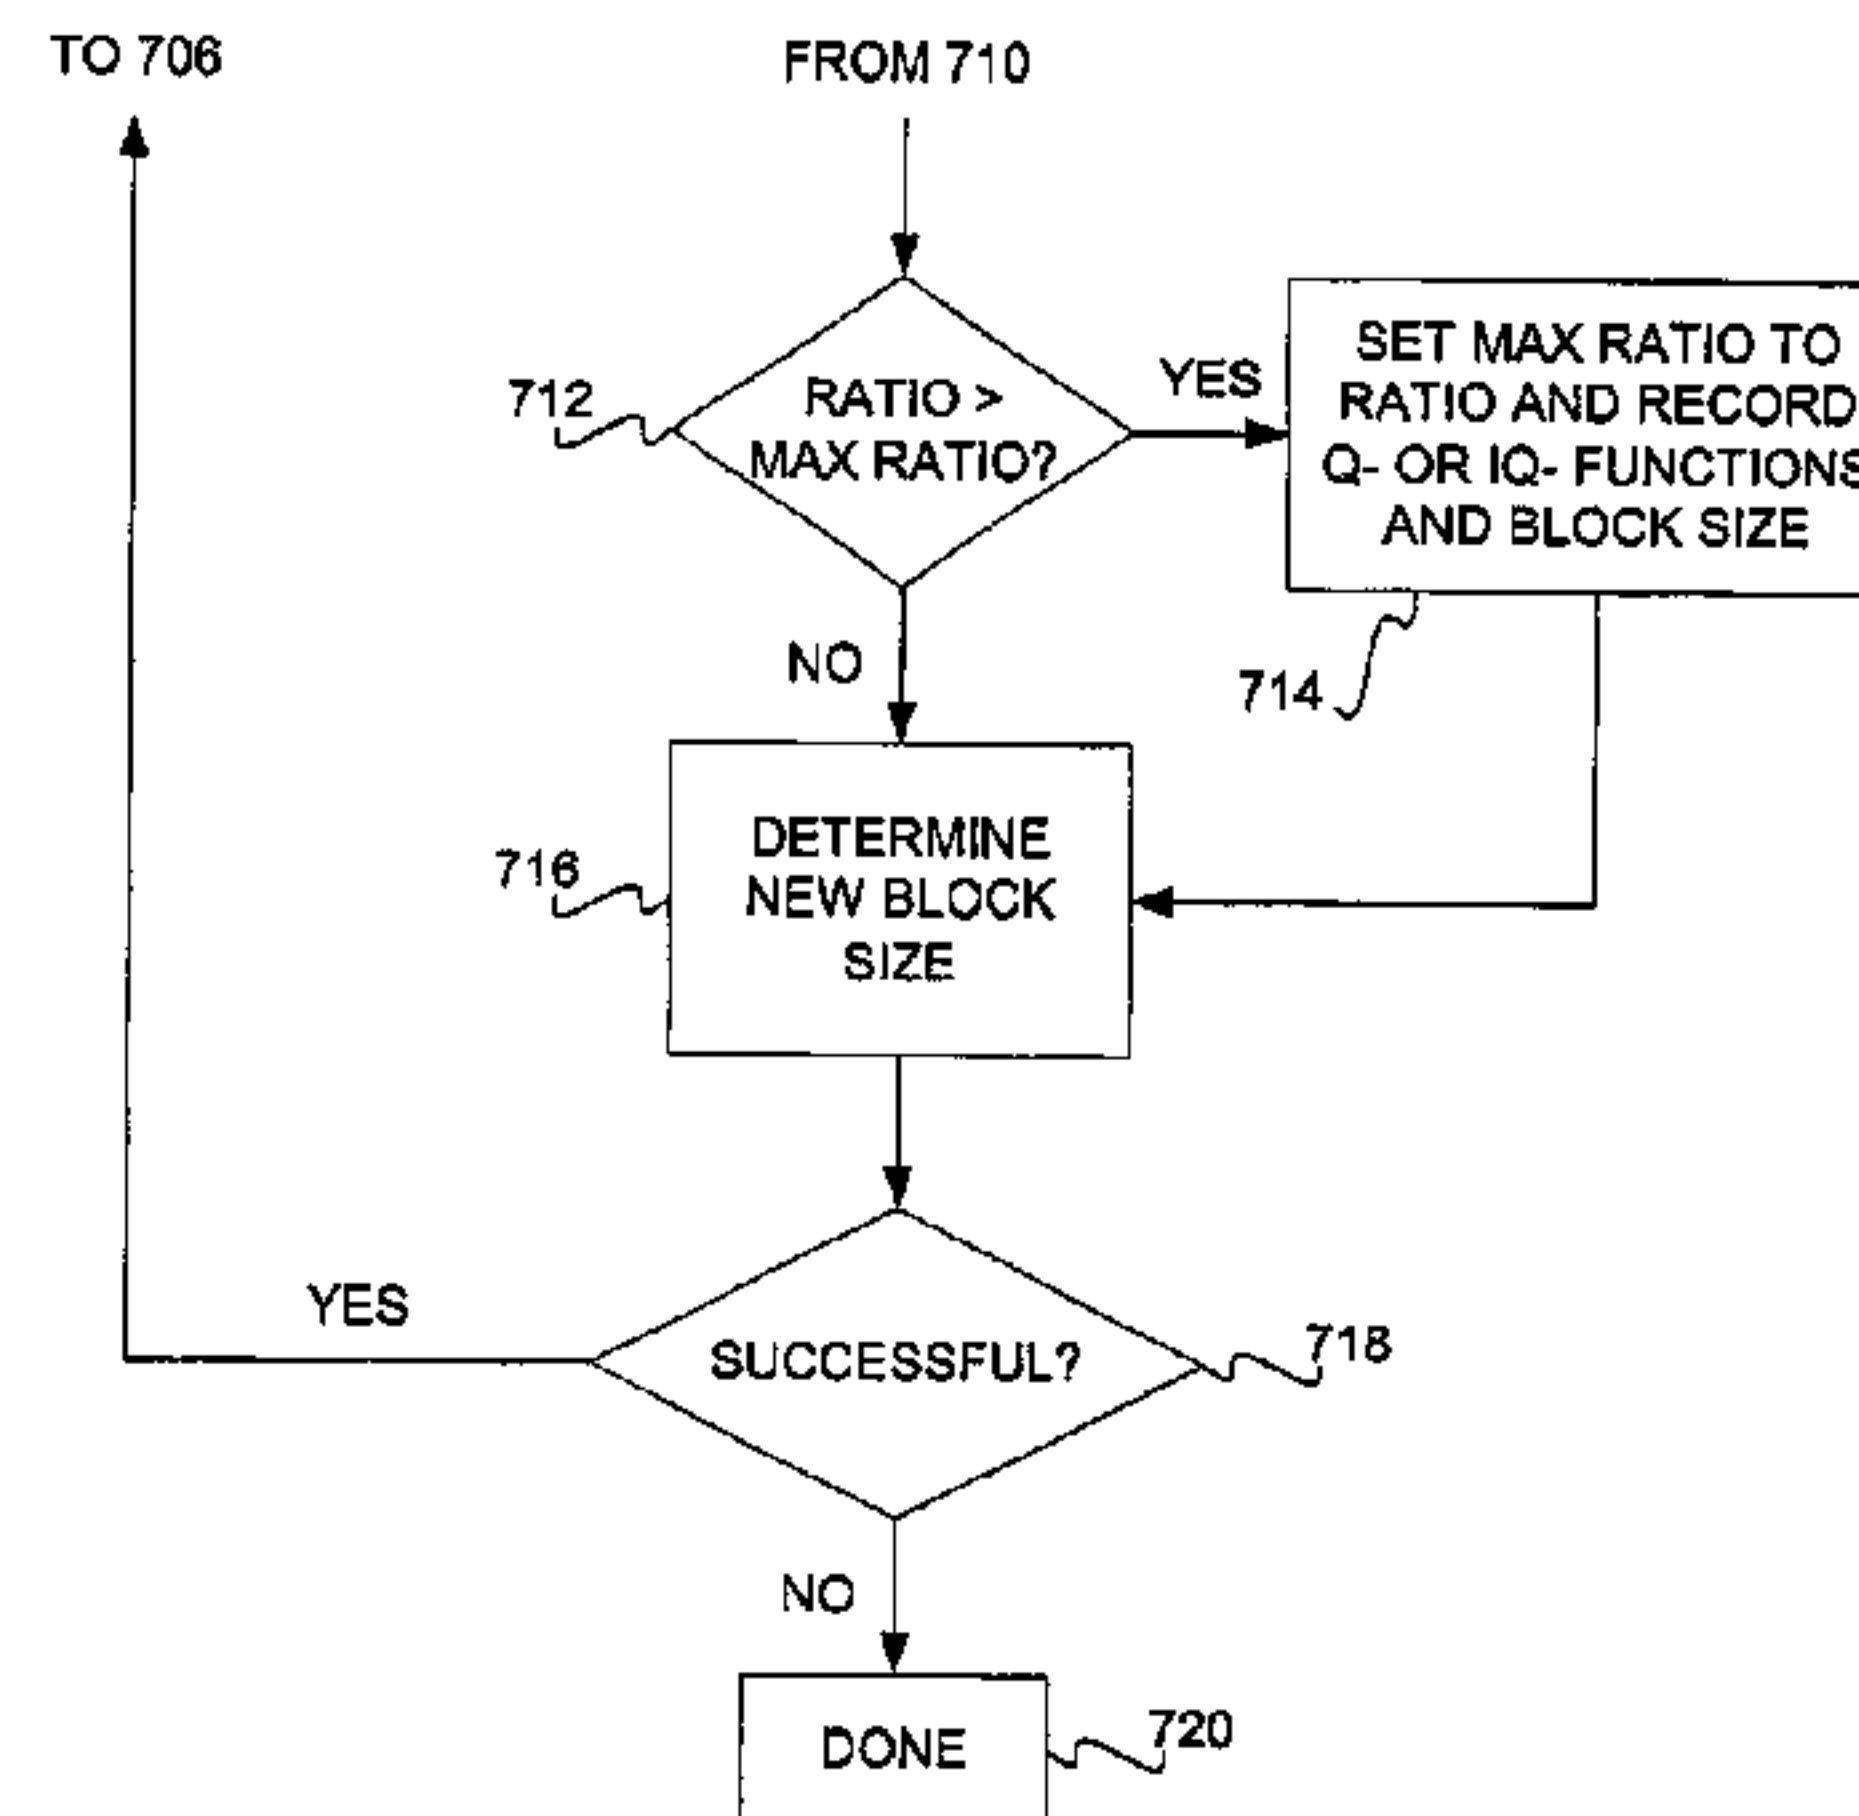 TO 706
FROM 710
712
RATIO >
MAX RATIO?
YES
SET MAX RATIO TO
RATIO AND RECORD
Q- OR IQ- FUNCTIONS
AND BLOCK SIZE
NO
714
716
DETERMINE
NEW BLOCK
SIZE
YES
SUCCESSFUL?
718
NO
DONE
720